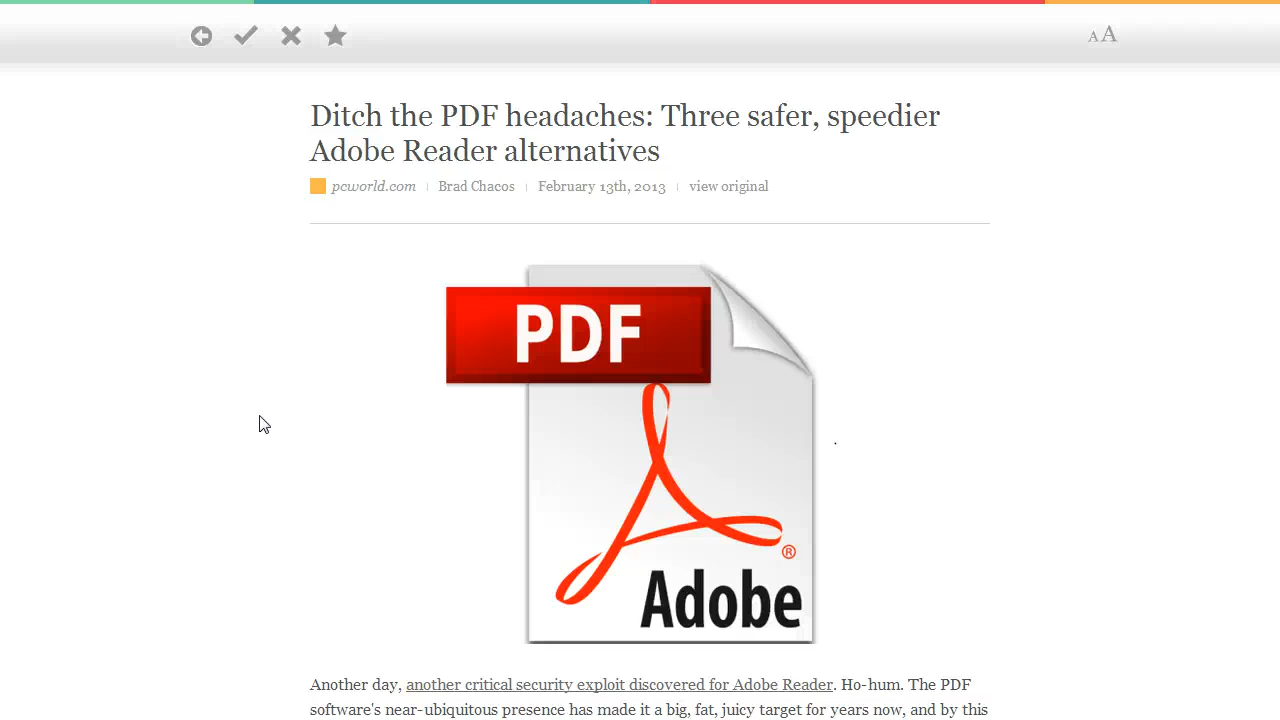 AA
Ditch the PDF headaches: Three safer, speedier
Adobe Reader alternatives
pcworld.com | Brad Chacos | February 13th, 2013 | view original
PDF
®
Adobe
Another day, another critical security exploit discovered for Adobe Reader. Ho-hum. The PDF
software's near-ubiquitous presence has made it a big, fat, juicy target for years now, and by this